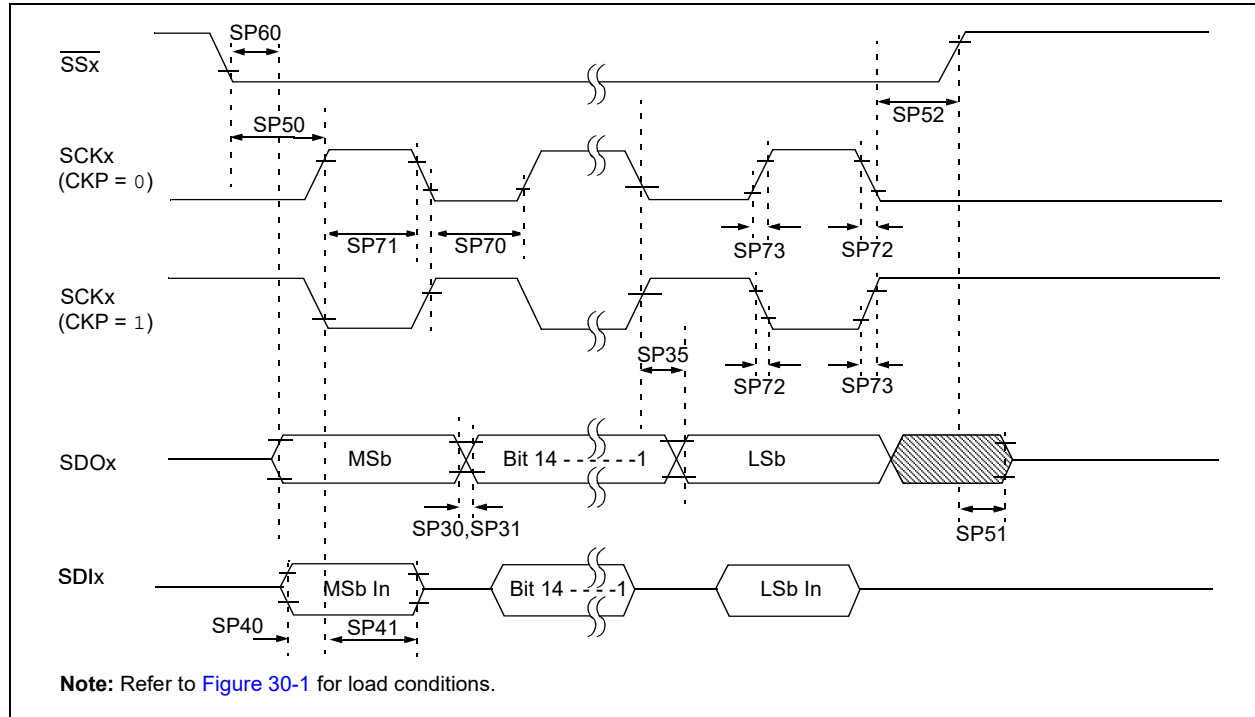 SP60
SSx
SP50
SP52
SCKx
(CKP = 0)
SP71
SP70
SP73
SP72
SCKx
(CKP = 1)
SP35
SP72
SP73
SDOx
MSb
Bit 14 - - - - - -1
LSb
SP30,SP31
SP51
SDIx
MSb In
Bit 14 - - - -1
LSb In
SP40
SP41
Note: Refer to Figure 30-1 for load conditions.